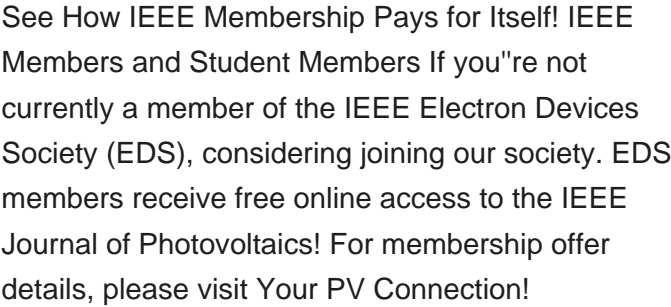 See How IEEE Membership Pays for Itself! IEEE
Members and Student Members If you"re not
currently a member of the IEEE Electron Devices
Society (EDS), considering joining our society. EDS
members receive free online access to the IEEE
Journal of Photovoltaics! For membership offer
details, please visit Your PV Connection!